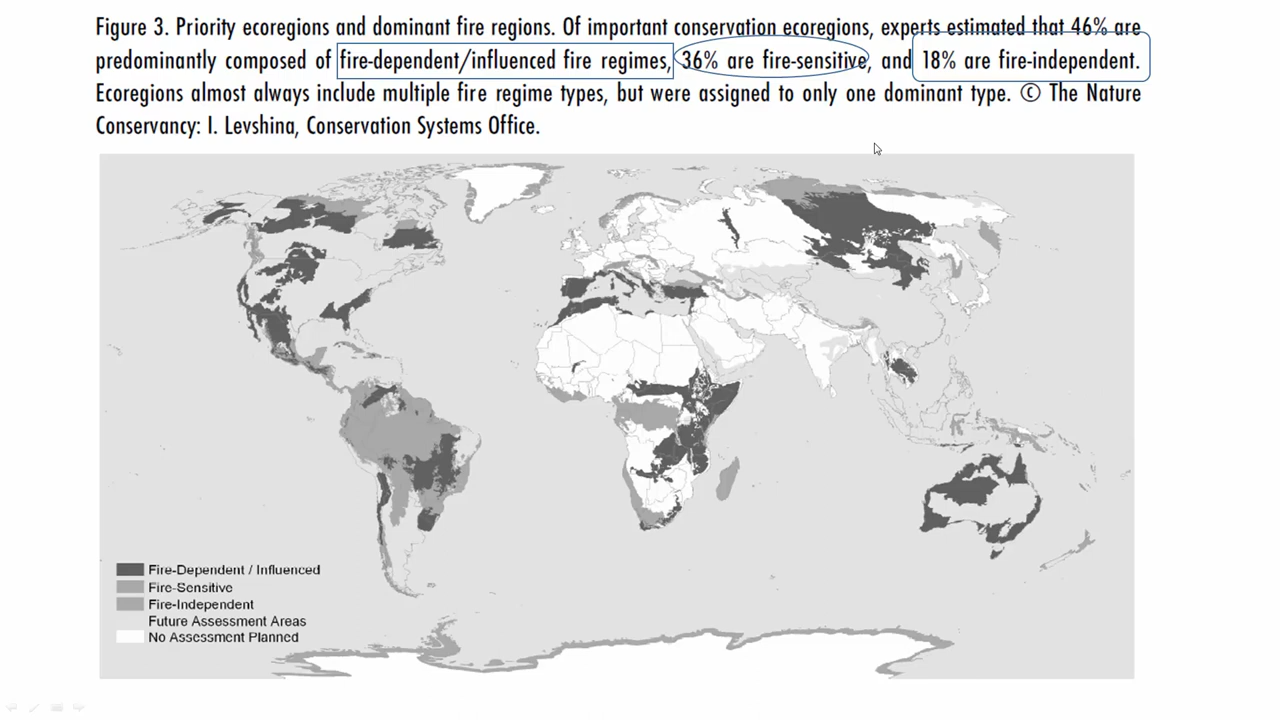 Figure 3. Priority ecoregions and dominant fire regions. Of important conservation ecoregions, experts estimated that 46% are
predominantly composed of fire-dependent/influenced fire regimes, 36% are fire-sensitive, and 18% are fire-independent.
Ecoregions almost always include multiple fire regime types, but were assigned to only one dominant type. © The Nature
Conservancy: I. Levshina, Conservation Systems Office.
Fire-Dependent / Influenced
Fire-Sensitive
Fire-Independent
Future Assessment Areas
No Assessment Planned